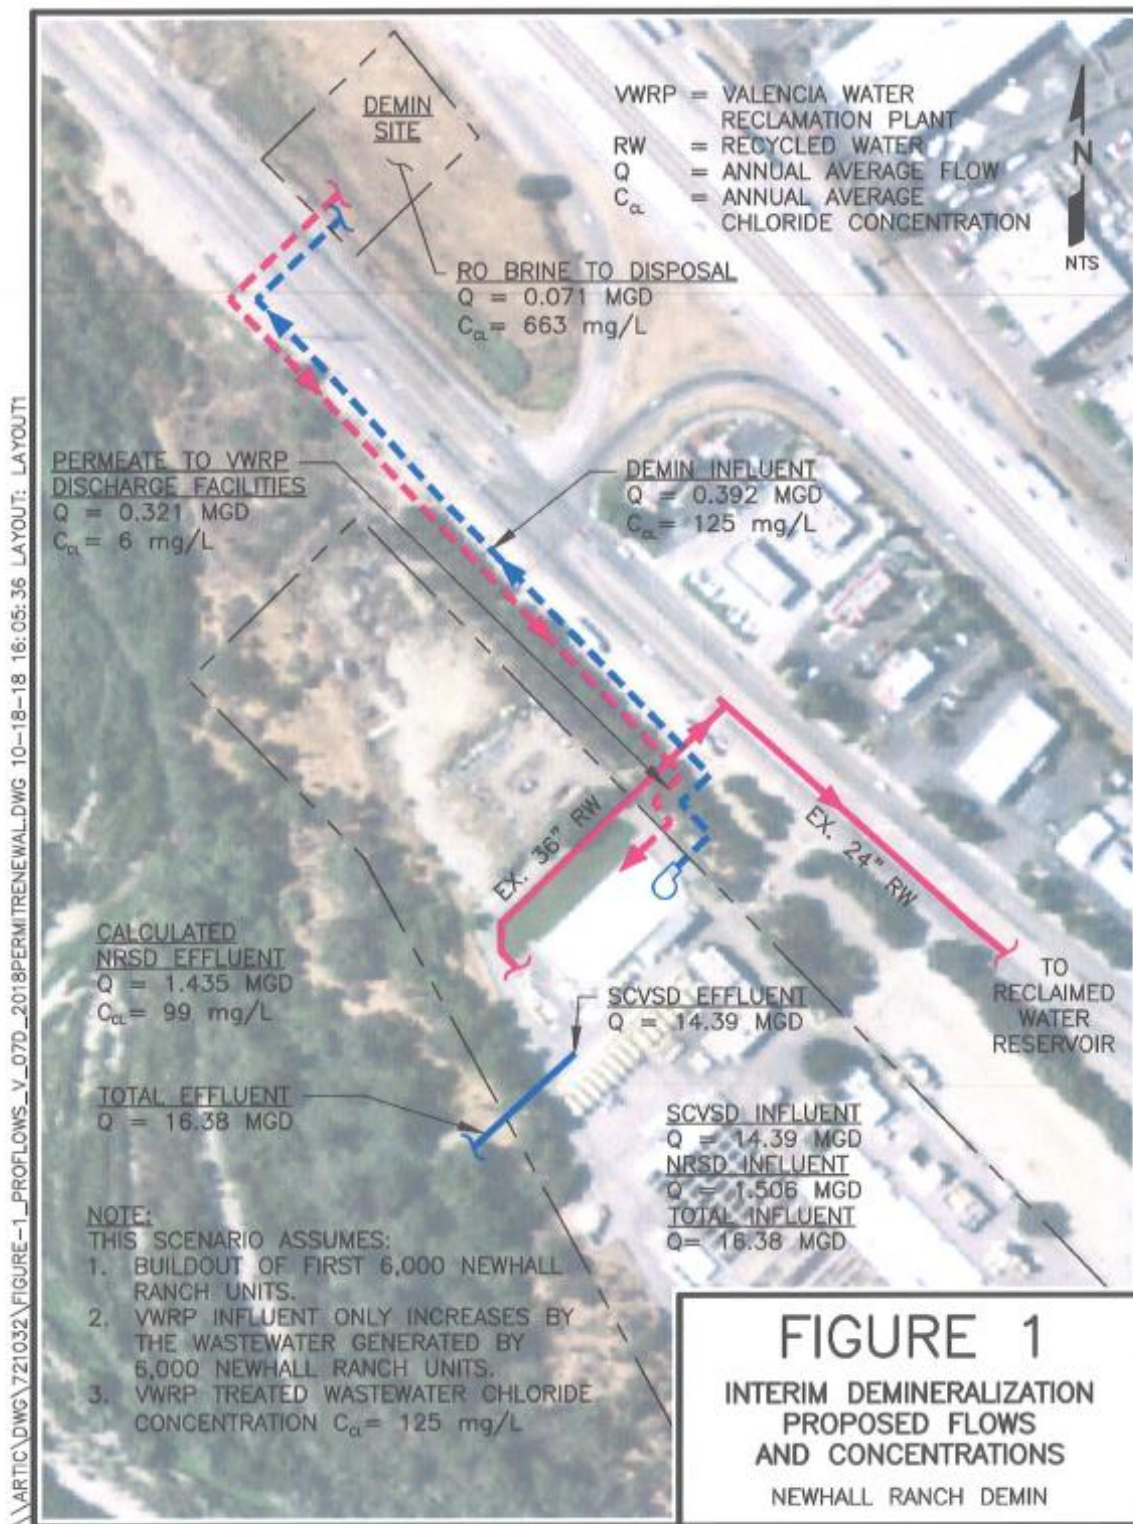 DEMIN
SITE
VWRP = VALENCIA WATER
RECLAMATION PLANT
RW = RECYCLED WATER
Q = ANNUAL AVERAGE FLOW
C_CL = ANNUAL AVERAGE
CHLORIDE CONCENTRATION
N
NTS
RO BRINE TO DISPOSAL
Q = 0.071 MGD
C_CL = 663 mg/L
PERMEATE TO VWRP
DISCHARGE FACILITIES
Q = 0.321 MGD
C_CL = 6 mg/L
DEMIN INFLUENT
Q = 0.392 MGD
C_CL = 125 mg/L
EX. 36" RW
EX. 24" RW
TO
RECLAIMED
WATER
RESERVOIR
CALCULATED
NRSD EFFLUENT
Q = 1.435 MGD
C_CL = 99 mg/L
SCVSD EFFLUENT
Q = 14.39 MGD
TOTAL EFFLUENT
Q = 16.38 MGD
SCVSD INFLUENT
Q = 14.39 MGD
NRSD INFLUENT
Q = 1.506 MGD
TOTAL INFLUENT
Q= 16.38 MGD
NOTE:
THIS SCENARIO ASSUMES:
1. BUILDOUT OF FIRST 6,000 NEWHALL
RANCH UNITS.
2. VWRP INFLUENT ONLY INCREASES BY
THE WASTEWATER GENERATED BY
6,000 NEWHALL RANCH UNITS.
3. VWRP TREATED WASTEWATER CHLORIDE
CONCENTRATION C_CL = 125 mg/L
FIGURE 1
INTERIM DEMINERALIZATION
PROPOSED FLOWS
AND CONCENTRATIONS
NEWHALL RANCH DEMIN
\\ARTIC\DWG\721032\FIGURE-1_PROFLOWS_V_07D_2018PERMITRENEWAL.DWG 10-18-18 16:05:36 LAYOUT: LAYOUT1